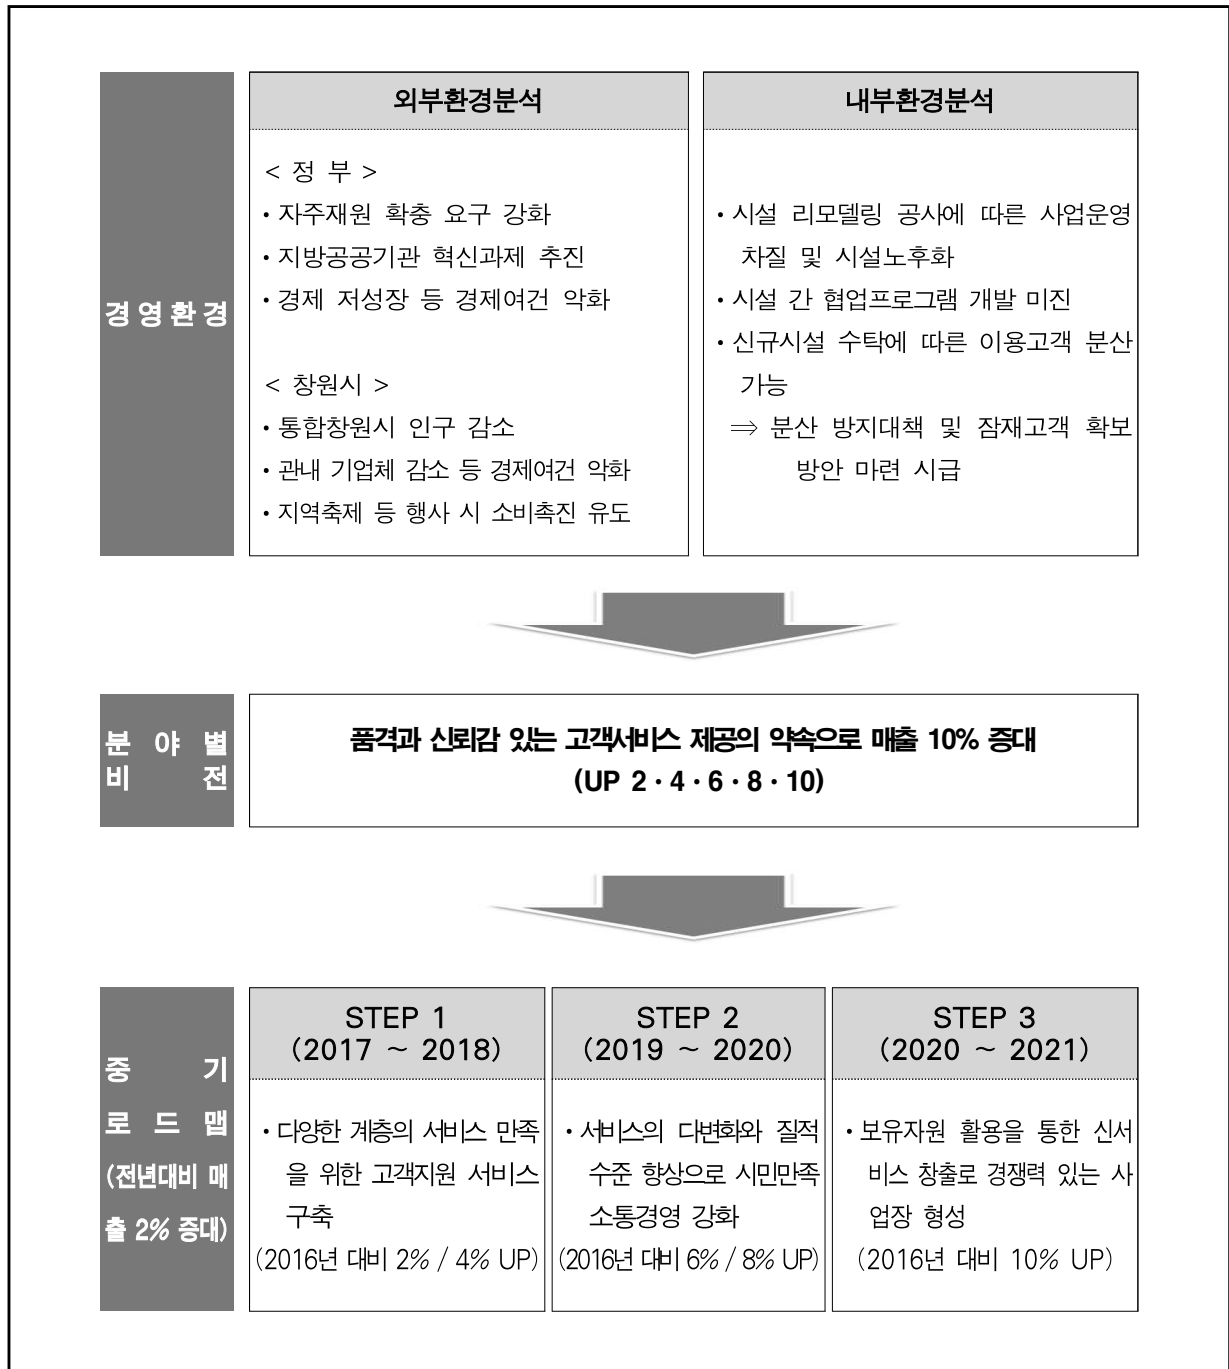 경영환경
외부환경분석
< 정 부 >
• 자주재원 확충 요구 강화
• 지방공공기관 혁신과제 추진
• 경제 저성장 등 경제여건 악화
< 창원시 >
• 통합창원시 인구 감소
• 관내 기업체 감소 등 경제여건 악화
• 지역축제 등 행사 시 소비촉진 유도
내부환경분석
• 시설 리모델링 공사에 따른 사업운영
차질 및 시설노후화
• 시설 간 협업프로그램 개발 미진
• 신규시설 수탁에 따른 이용고객 분산
가능
⇒ 분산 방지대책 및 잠재고객 확보
방안 마련 시급
분 야 별
비 전
품격과 신뢰감 있는 고객서비스 제공의 약속으로 매출 10% 증대
(UP 2 · 4 · 6 · 8 · 10)
중 기
로 드 맵
(전년대비 매
출 2% 증대)
STEP 1
(2017 ~ 2018)
• 다양한 계층의 서비스 만족
을 위한 고객지원 서비스
구축
(2016년 대비 2% / 4% UP)
STEP 2
(2019 ~ 2020)
• 서비스의 다변화와 질적
수준 향상으로 시민만족
소통경영 강화
(2016년 대비 6% / 8% UP)
STEP 3
(2020 ~ 2021)
• 보유자원 활용을 통한 신서
비스 창출로 경쟁력 있는 사
업장 형성
(2016년 대비 10% UP)